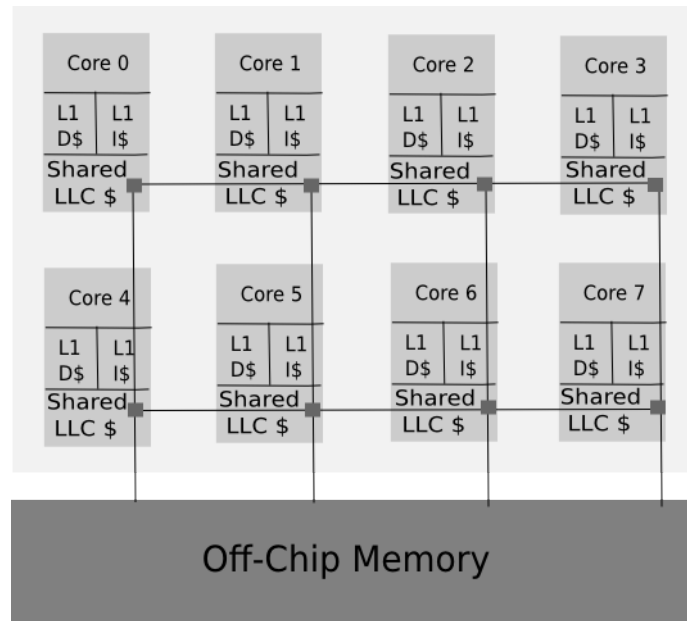 Core 0
L1 L1
D$ I$
Shared
LLC $
Core 1
L1 L1
D$ I$
Shared
LLC $
Core 2
L1 L1
D$ I$
Shared
LLC $
Core 3
L1 L1
D$ I$
Shared
LLC $
Core 4
L1 L1
D$ I$
Shared
LLC $
Core 5
L1 L1
D$ I$
Shared
LLC $
Core 6
L1 L1
D$ I$
Shared
LLC $
Core 7
L1 L1
D$ I$
Shared
LLC $
Off-Chip Memory